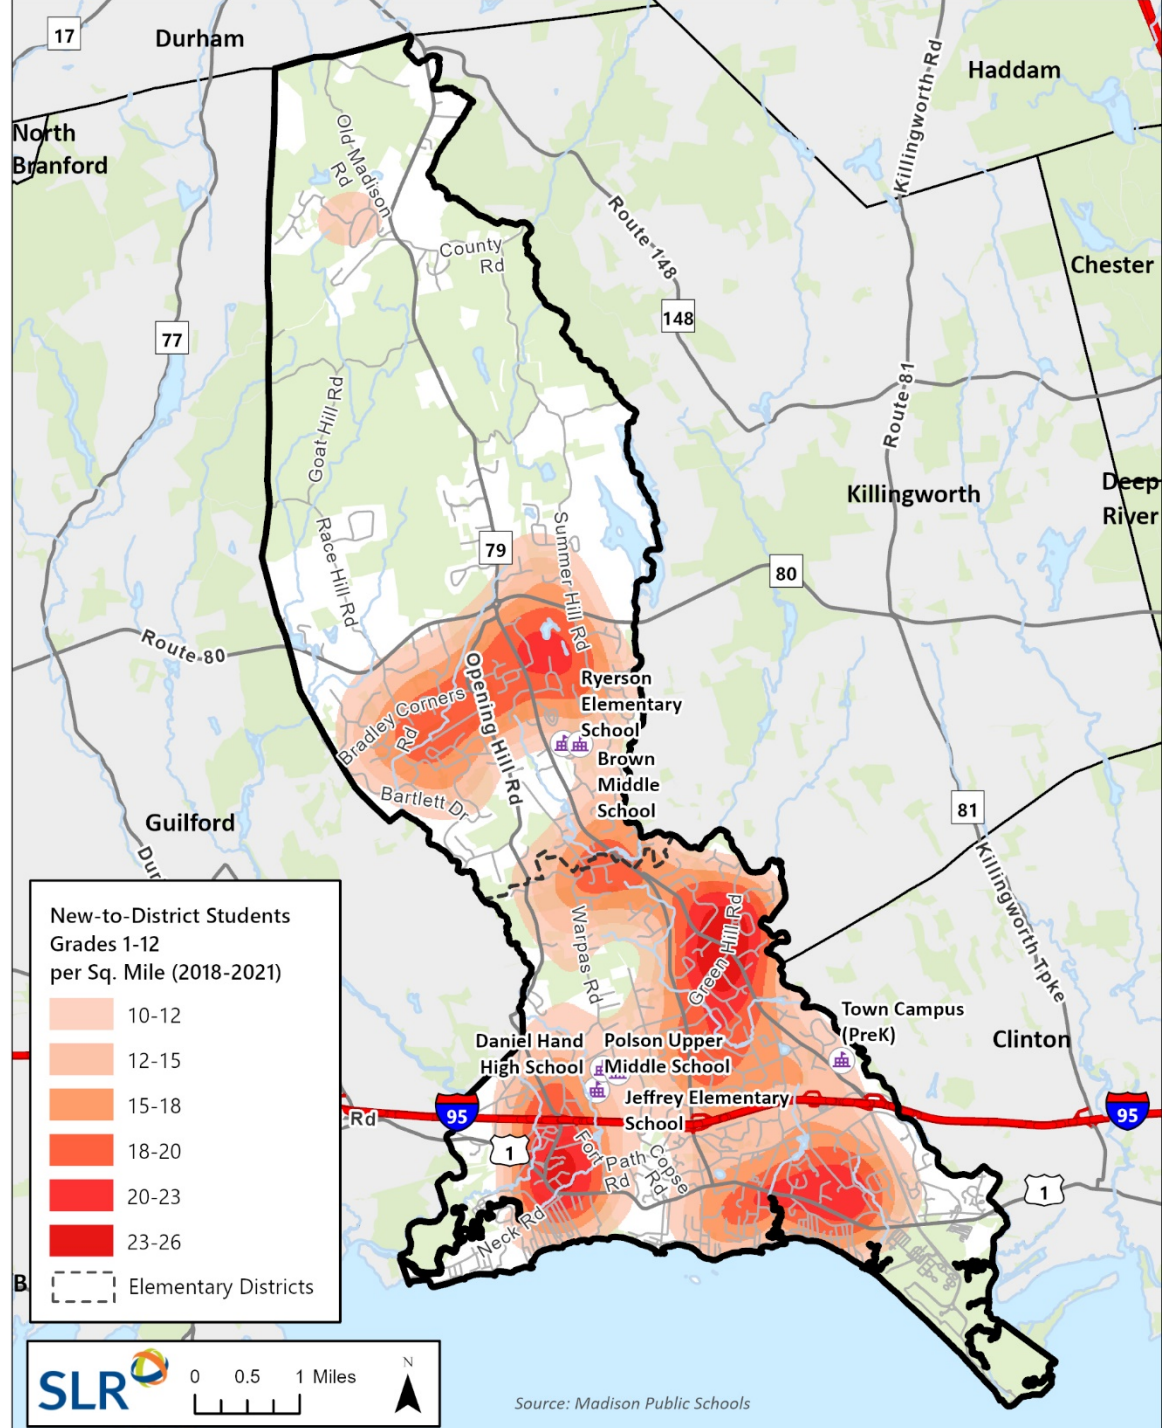 17
Durham
Haddam
Killingworth-Rd
North
Branford
Old Madison
Rd
Route-148
County
Rd
Chester
148
77
Goat Hill Rd
Route-81
Killingworth
Deep
River
Race Hill Rd
79
Summer Hill Rd
80
Route-80
Opening Hill Rd
Ryerson
Elementary
School
Bradley Corners
Rd
Brown
Middle
School
Bartlett Dr
Guilford
81
Killingworth Tpke
Green Hill Rd
Warpas Rd
New-to-District Students
Grades 1-12
per Sq. Mile (2018-2021)
10-12
12-15
15-18
18-20
20-23
23-26
Elementary Districts
Town Campus
(PreK)
Clinton
Daniel Hand
High School
Polson Upper
Middle School
Jeffrey Elementary
School
95
95
Rd
1
Fort Path
Rd
Copse
Rd
1
Neck Rd
B
SLR
0 0.5 1 Miles
N
Source: Madison Public Schools